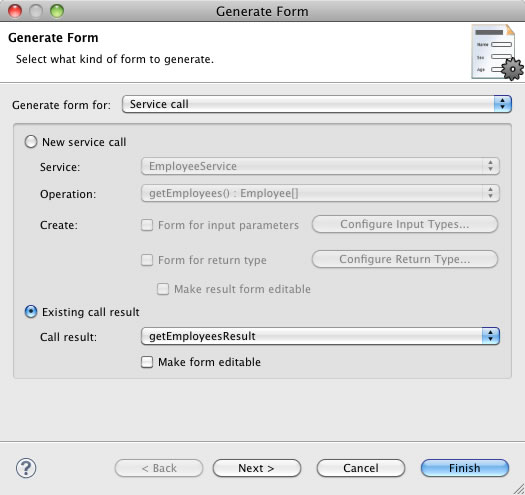 Generate Form
Generate Form
Select what kind of form to generate.
Name
Sex
Age
Generate form for: Service call
New service call
Service: EmployeeService
Operation: getEmployees() : Employee[]
Create: Form for input parameters Configure Input Types...
Form for return type Configure Return Type...
Make result form editable
Existing call result
Call result: getEmployeesResult
Make form editable
? < Back Next > Cancel Finish